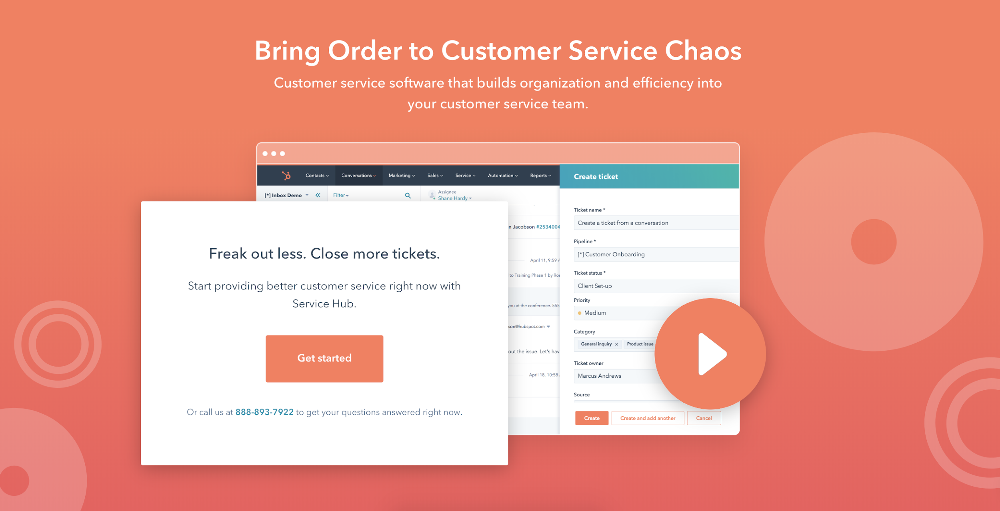 Bring Order to Customer Service Chaos
Customer service software that builds organization and efficiency into
your customer service team.
Contacts
Conversations
Marketing
Sales
Service
Automation
Reports
Create ticket
[*] Inbox Demo
Filter
Assignee
Shane Hardy
Freak out less. Close more tickets.
Start providing better customer service right now with
Service Hub.
Get started
Or call us at 888-893-7922 to get your questions answered right now.
Jacobson #2534004
April 11, 9:59
to Training Phase 1 by
you at the conference. 555
son@hubspot.com
out the issue. Let's hav
April 18, 10:58
Ticket name *
Create a ticket from a conversation
Pipeline *
[*] Customer Onboarding
Ticket status *
Client Set-up
Priority
Medium
Category
General inquiry ×
Product issue
Ticket owner
Marcus Andrews
Source
Create
Create and add another
Cancel